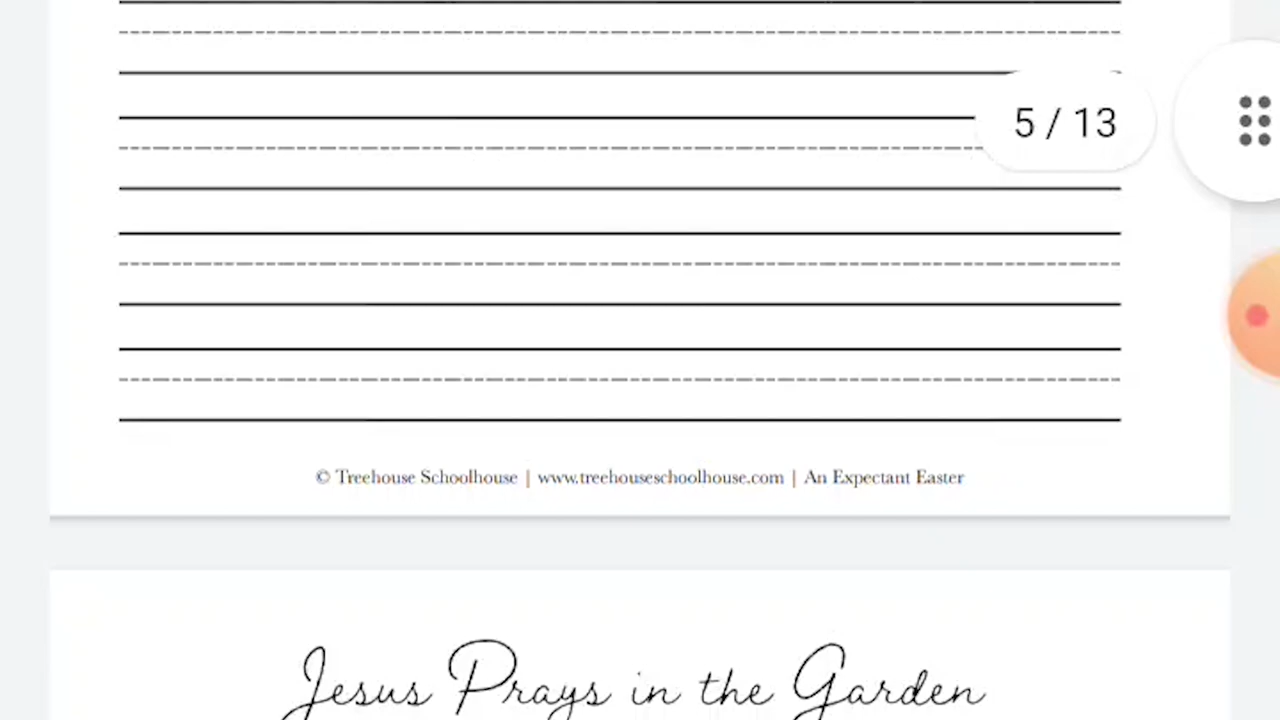 5 / 13
© Treehouse Schoolhouse | www.treehouseschoolhouse.com | An Expectant Easter
Jesus Prays in the Garden